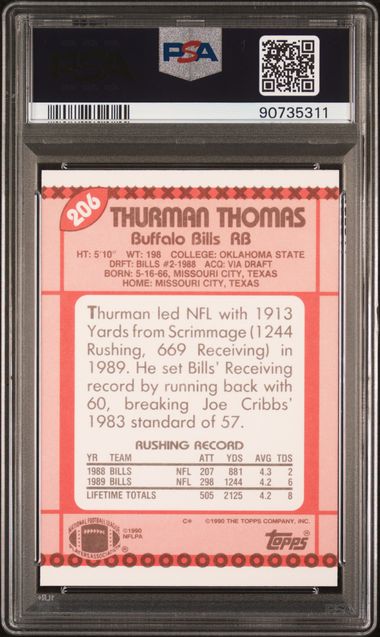 PSA
90735311
206
THURMAN THOMAS
Buffalo Bills RB
HT: 5'10" WT: 198 COLLEGE: OKLAHOMA STATE
DRFT: BILLS #2-1988 ACQ: VIA DRAFT
BORN: 5-16-66, MISSOURI CITY, TEXAS
HOME: MISSOURI CITY, TEXAS
Thurman led NFL with 1913
Yards from Scrimmage (1244
Rushing, 669 Receiving) in
1989. He set Bills' Receiving
record by running back with
60, breaking Joe Cribbs'
1983 standard of 57.
RUSHING RECORD
YR TEAM ATT YDS AVG TDS
1988 BILLS NFL 207 881 4.3 2
1989 BILLS NFL 298 1244 4.2 6
LIFETIME TOTALS 505 2125 4.2 8
NATIONAL FOOTBALL LEAGUE
PLAYERS ASSOCIATION
©1990
NFLPA
C* ©1990 THE TOPPS COMPANY, INC.
Topps